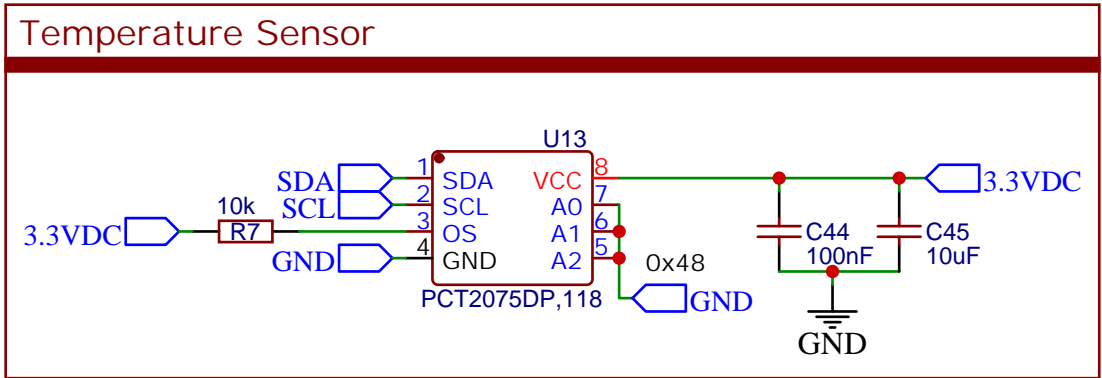 Temperature Sensor
U13
SDA 1 SDA VCC 8 3.3VDC
SCL 2 SCL A0 7
3.3VDC 10k R7 3 OS A1 6
GND 4 GND A2 5
0x48
GND
PCT2075DP,118
C44
100nF
C45
10uF
GND